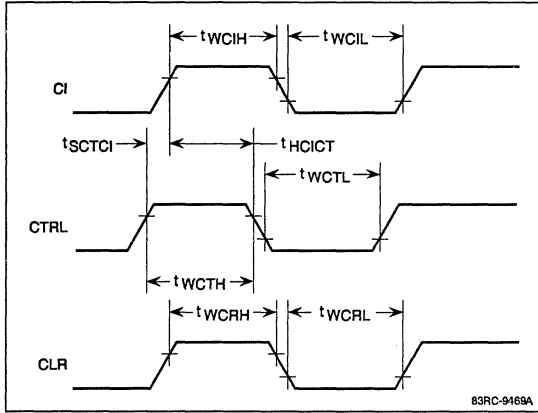 tWCIH
tWCIL
CI
tSCTCI
tHCICT
tWCTL
CTRL
tWCTH
tWCRH
tWCRL
CLR
83RC-9469A